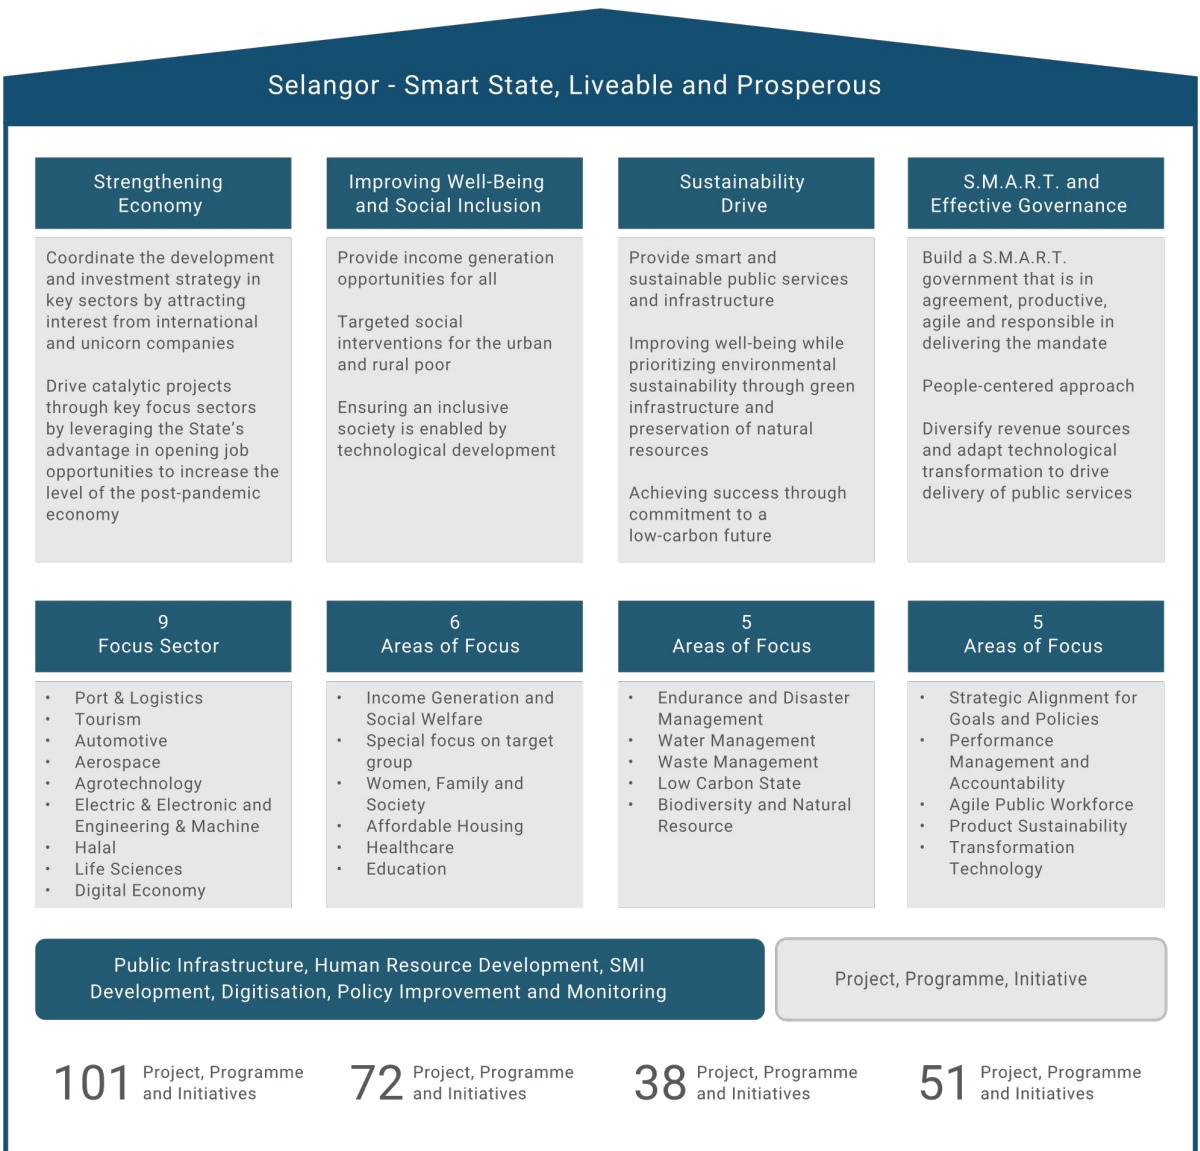 Selangor - Smart State, Liveable and Prosperous
Strengthening
Economy
Coordinate the development
and investment strategy in
key sectors by attracting
interest from international
and unicorn companies
Drive catalytic projects
through key focus sectors
by leveraging the State's
advantage in opening job
opportunities to increase the
level of the post-pandemic
economy
Improving Well-Being
and Social Inclusion
Provide income generation
opportunities for all
Targeted social
interventions for the urban
and rural poor
Ensuring an inclusive
society is enabled by
technological development
Sustainability
Drive
Provide smart and
sustainable public services
and infrastructure
Improving well-being while
prioritizing environmental
sustainability through green
infrastructure and
preservation of natural
resources
Achieving success through
commitment to a
low-carbon future
S.M.A.R.T. and
Effective Governance
Build a S.M.A.R.T.
government that is in
agreement, productive,
agile and responsible in
delivering the mandate
People-centered approach
Diversify revenue sources
and adapt technological
transformation to drive
delivery of public services
9
Focus Sector
• Port & Logistics
• Tourism
• Automotive
• Aerospace
• Agrotechnology
• Electric & Electronic and
Engineering & Machine
• Halal
• Life Sciences
• Digital Economy
6
Areas of Focus
• Income Generation and
Social Welfare
• Special focus on target
group
• Women, Family and
Society
• Affordable Housing
• Healthcare
• Education
5
Areas of Focus
• Endurance and Disaster
Management
• Water Management
• Waste Management
• Low Carbon State
• Biodiversity and Natural
Resource
5
Areas of Focus
• Strategic Alignment for
Goals and Policies
• Performance
Management and
Accountability
• Agile Public Workforce
• Product Sustainability
• Transformation
Technology
Public Infrastructure, Human Resource Development, SMI
Development, Digitisation, Policy Improvement and Monitoring
Project, Programme, Initiative
101 Project, Programme
and Initiatives
72 Project, Programme
and Initiatives
38 Project, Programme
and Initiatives
51 Project, Programme
and Initiatives